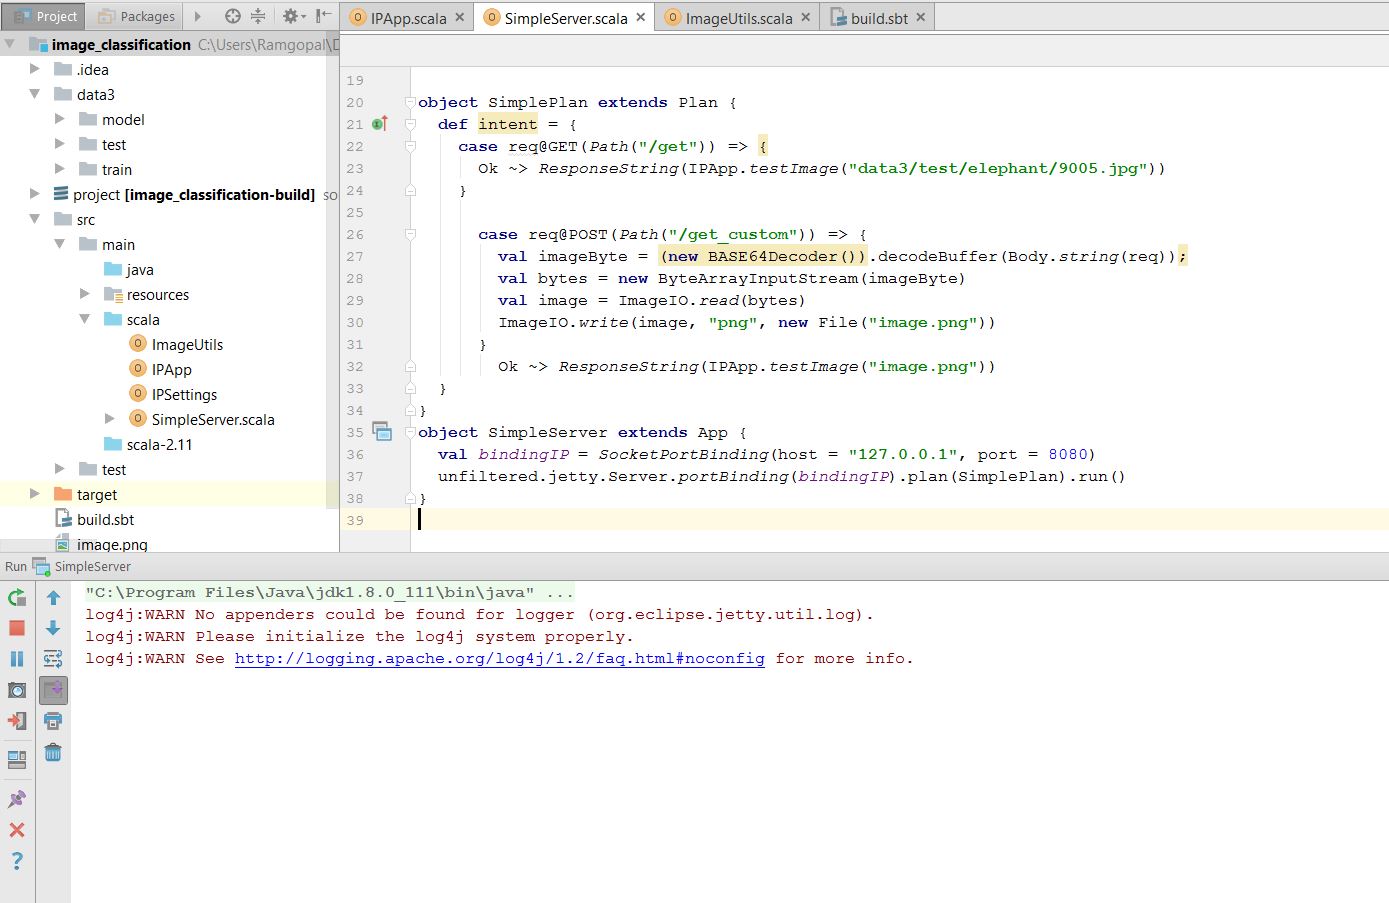 Project Packages
IPApp.scala SimpleServer.scala ImageUtils.scala build.sbt
image_classification C:\Users\Ramgopal\D
.idea
data3
model
test
train
project [image_classification-build] so
src
main
java
resources
scala
ImageUtils
IPApp
IPSettings
SimpleServer.scala
scala-2.11
test
target
build.sbt
image.png
19
20 object SimplePlan extends Plan {
21 def intent = {
22 case req@GET(Path("/get")) => {
23 Ok ~> ResponseString(IPApp.testImage("data3/test/elephant/9005.jpg"))
24 }
25
26 case req@POST(Path("/get_custom")) => {
27 val imageByte = (new BASE64Decoder()).decodeBuffer(Body.string(req));
28 val bytes = new ByteArrayInputStream(imageByte)
29 val image = ImageIO.read(bytes)
30 ImageIO.write(image, "png", new File("image.png"))
31 }
32 Ok ~> ResponseString(IPApp.testImage("image.png"))
33 }
34 }
35 object SimpleServer extends App {
36 val bindingIP = SocketPortBinding(host = "127.0.0.1", port = 8080)
37 unfiltered.jetty.Server.portBinding(bindingIP).plan(SimplePlan).run()
38 }
39
Run SimpleServer
"C:\Program Files\Java\jdk1.8.0_111\bin\java" ...
log4j:WARN No appenders could be found for logger (org.eclipse.jetty.util.log).
log4j:WARN Please initialize the log4j system properly.
log4j:WARN See http://logging.apache.org/log4j/1.2/faq.html#noconfig for more info.